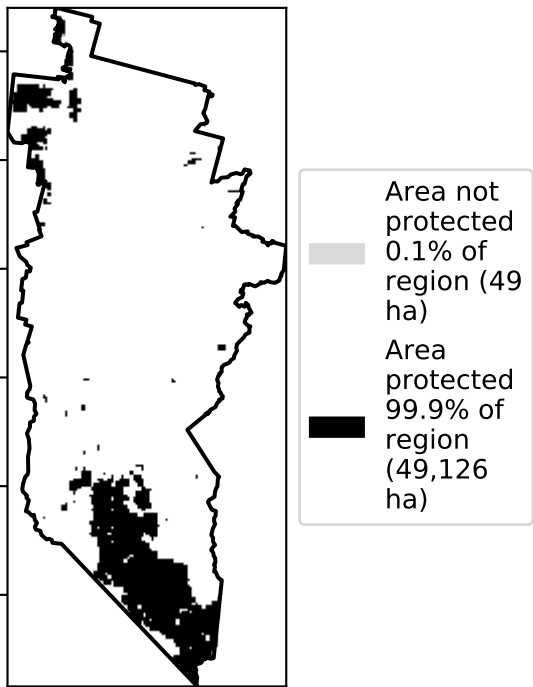 Area not
protected
0.1% of
region (49
ha)
Area
protected
99.9% of
region
(49,126
ha)